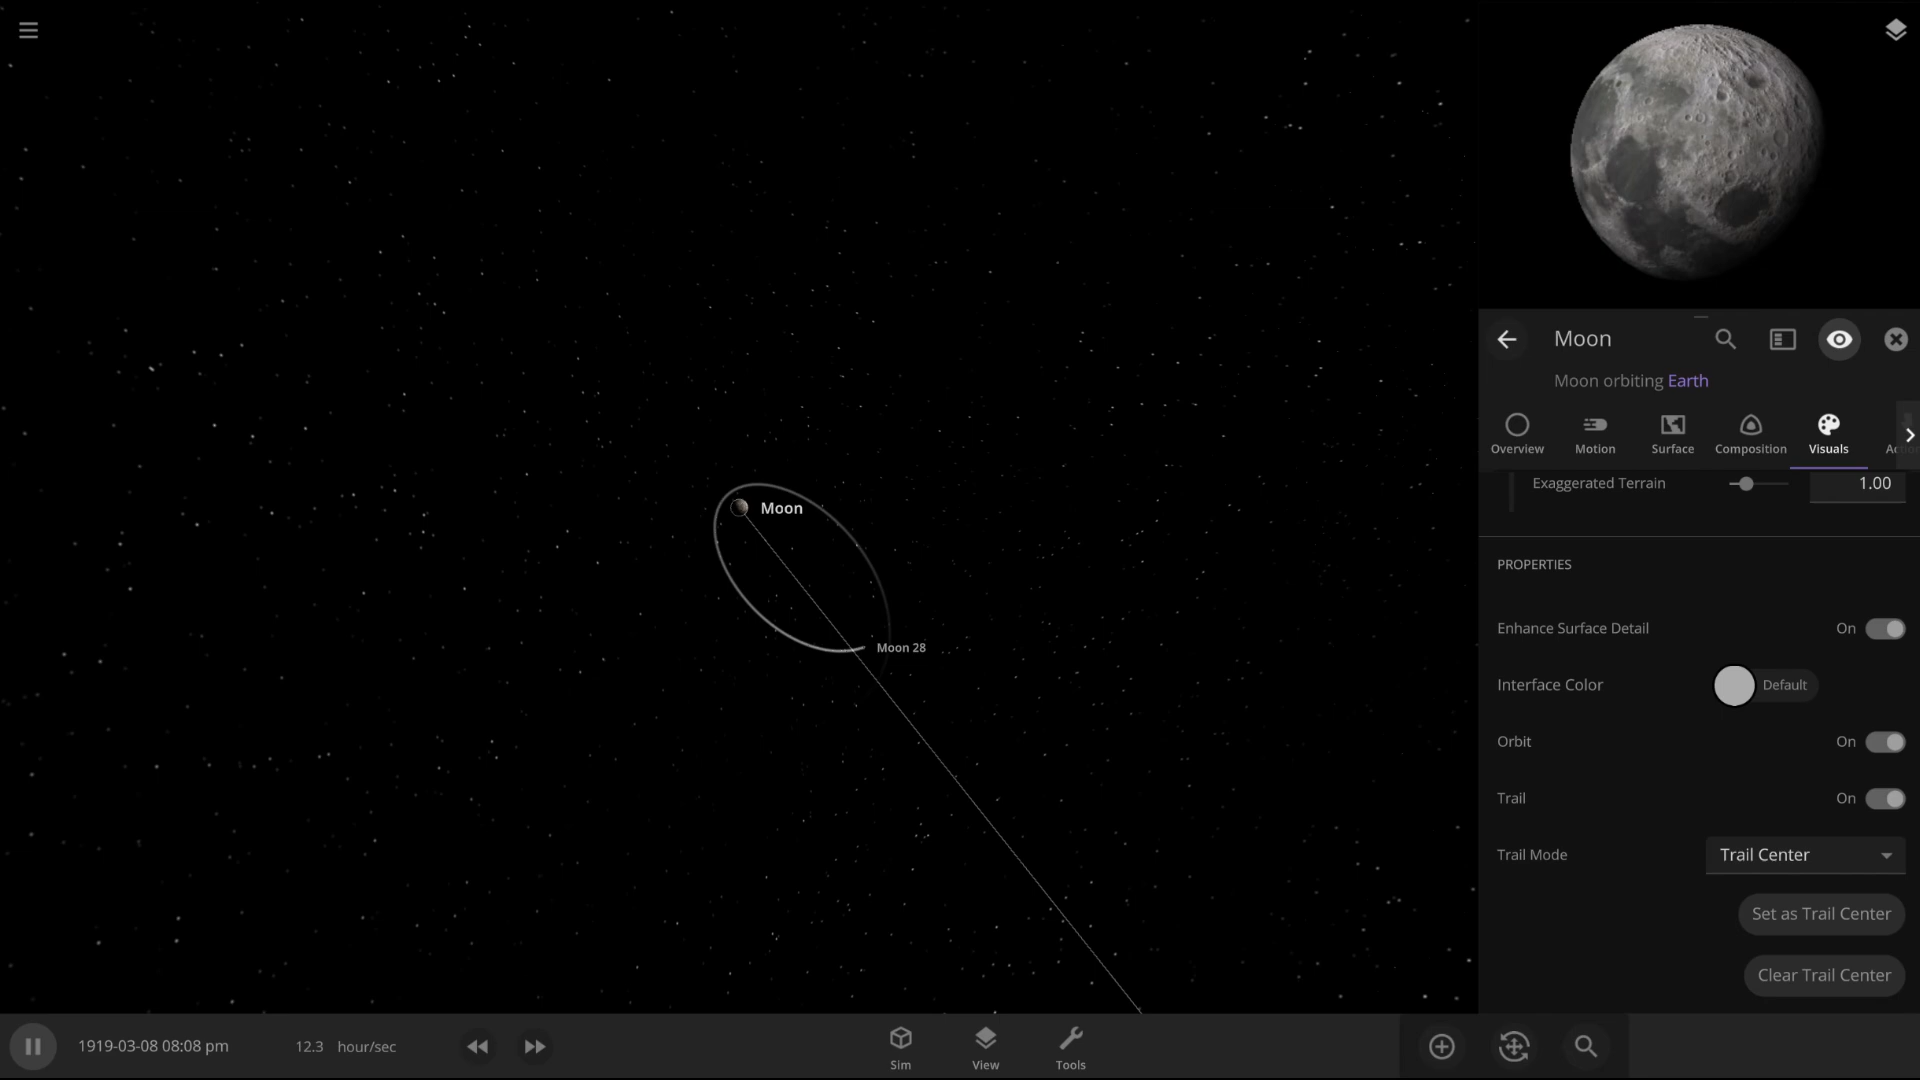 Moon
Moon 28
Moon
Moon orbiting Earth
Overview Motion Surface Composition Visuals
Exaggerated Terrain 1.00
PROPERTIES
Enhance Surface Detail On
Interface Color Default
Orbit On
Trail On
Trail Mode Trail Center
Set as Trail Center
Clear Trail Center
1919-03-08 08:08 pm 12.3 hour/sec
Sim View Tools